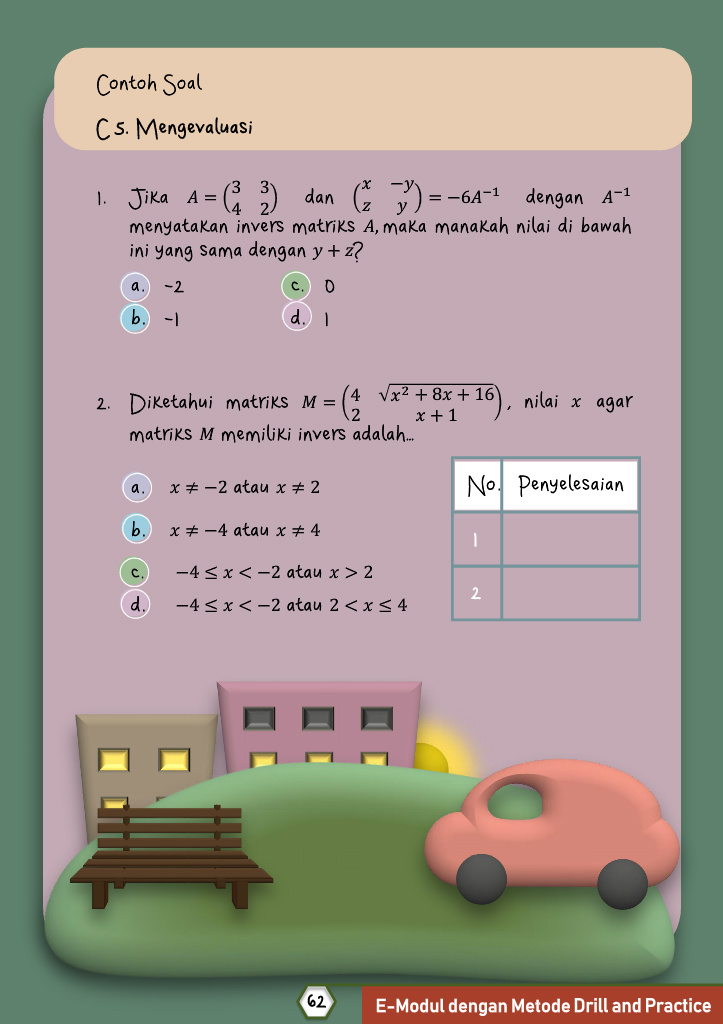 Contoh Soal
C 5. Mengevaluasi
1. Jika A = (3 3 4 2) dan (x −y z y) = −6A⁻¹ dengan A⁻¹
menyatakan invers matriks A, maka manakah nilai di bawah
ini yang sama dengan y + z?
a. -2 c. 0
b. -1 d. 1
2. Diketahui matriks M = (4 √(x² + 8x + 16) 2 x + 1), nilai x agar
matriks M memiliki invers adalah...
a. x ≠ −2 atau x ≠ 2
b. x ≠ −4 atau x ≠ 4
c. −4 ≤ x < −2 atau x > 2
d. −4 ≤ x < −2 atau 2 < x ≤ 4
No. Penyelesaian
1
2
62
E-Modul dengan Metode Drill and Practice